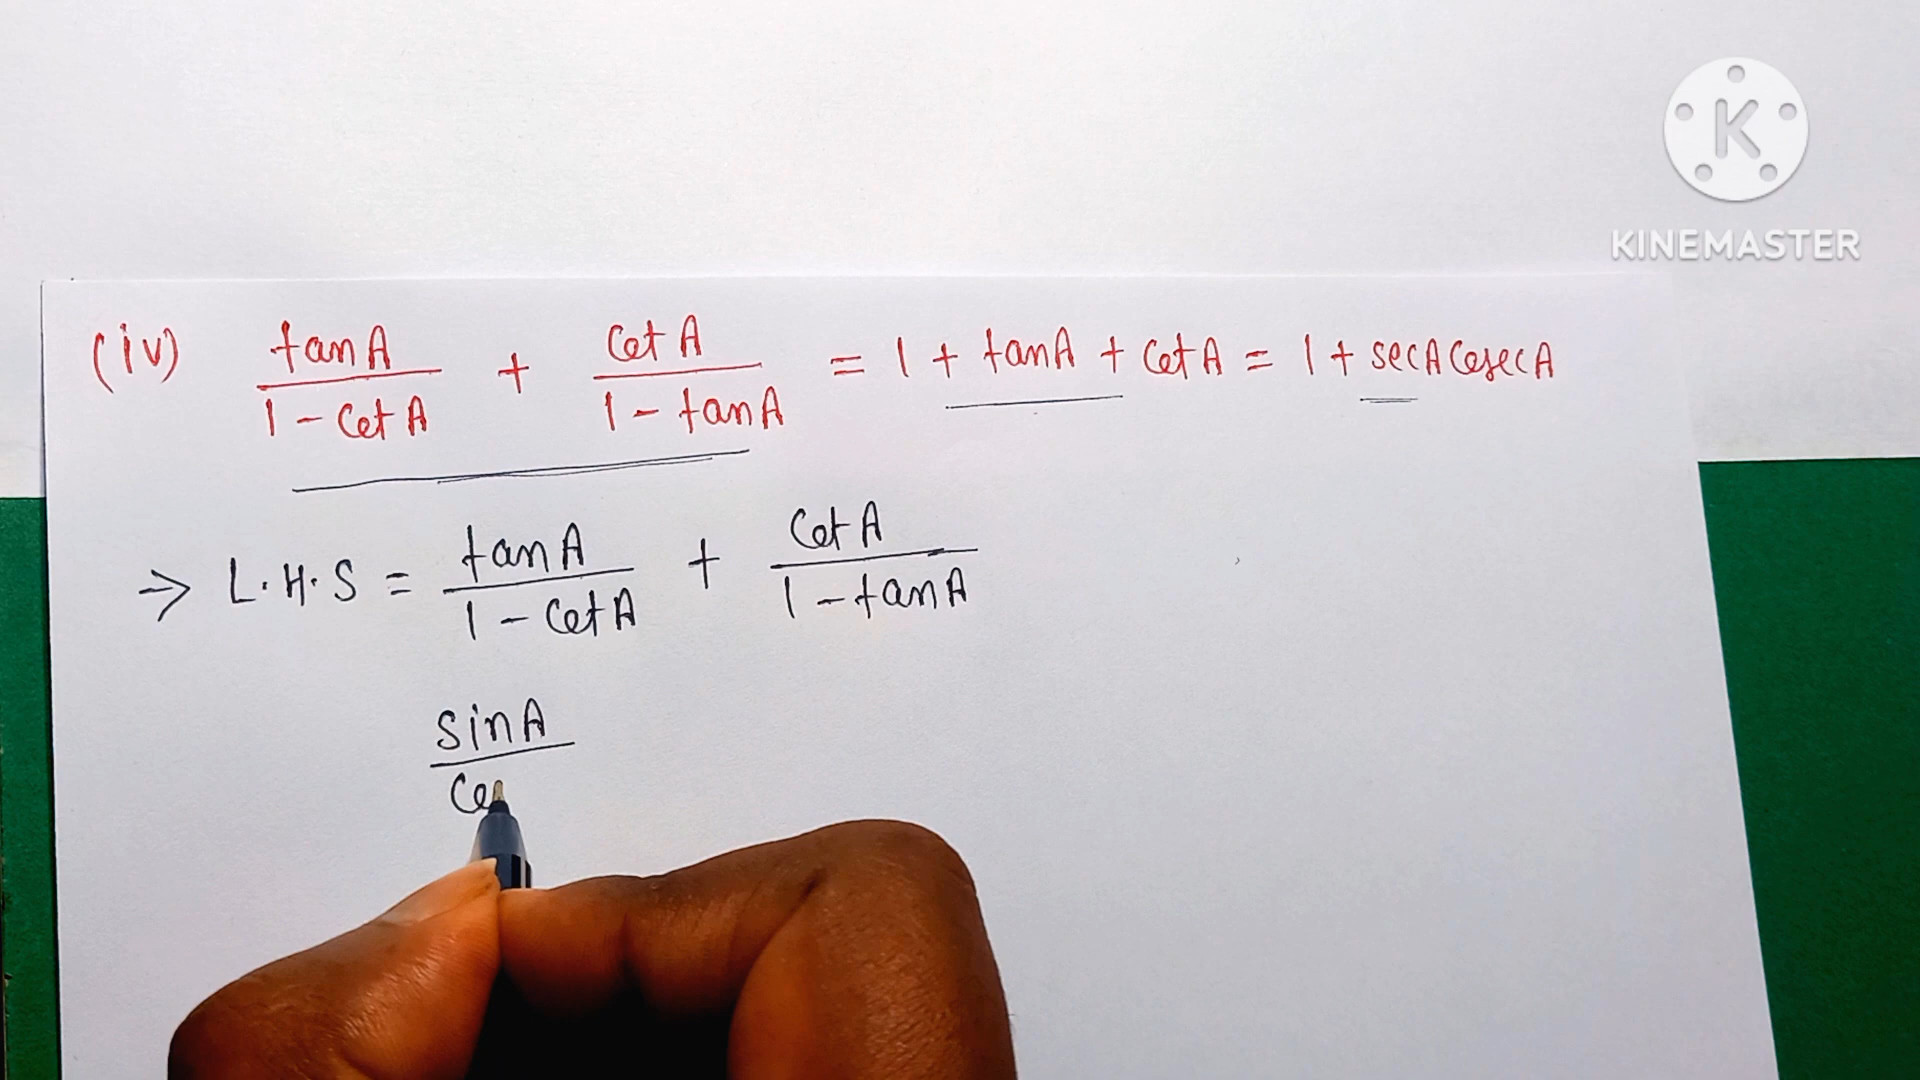 K
KINEMASTER
(iv) tanA / 1 - cotA + cotA / 1 - tanA = 1 + tanA + cotA = 1 + secA cosecA
→ L.H.S = tanA / 1 - cotA + cotA / 1 - tanA
sinA / Co